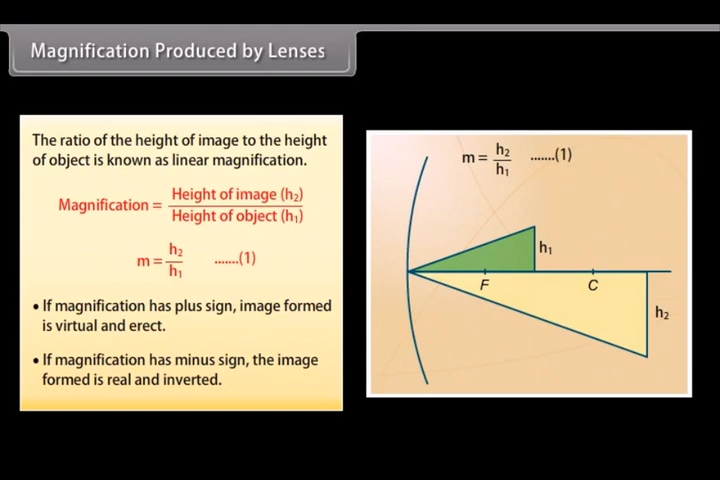 Magnification Produced by Lenses
The ratio of the height of image to the height
of object is known as linear magnification.
Magnification = Height of image (h₂) / Height of object (h₁)
m = h₂ / h₁ .......(1)
• If magnification has plus sign, image formed
is virtual and erect.
• If magnification has minus sign, the image
formed is real and inverted.
m = h₂ / h₁ .......(1)
h₁
F
C
h₂